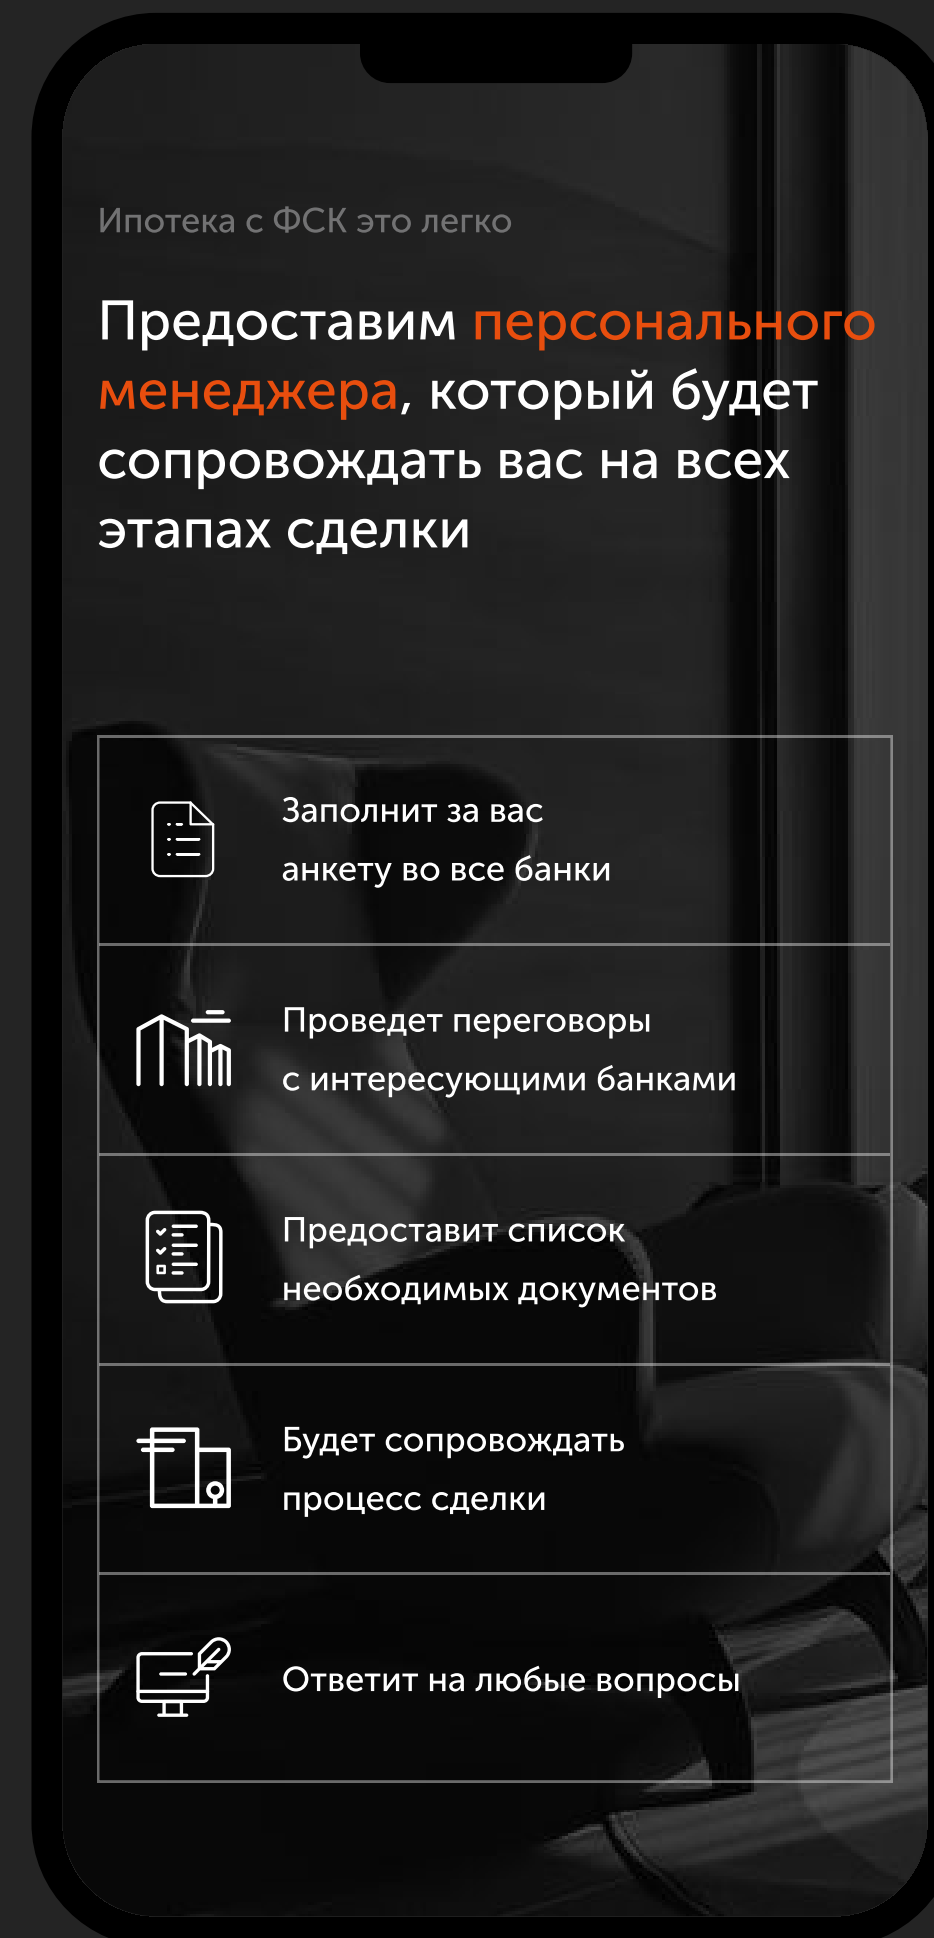 Ипотека с ФСК это легко
Предоставим персонального
менеджера, который будет
сопровождать вас на всех
этапах сделки
Заполнит за вас
анкету во все банки
Проведет переговоры
с интересующими банками
Предоставит список
необходимых документов
Будет сопровождать
процесс сделки
Ответит на любые вопросы